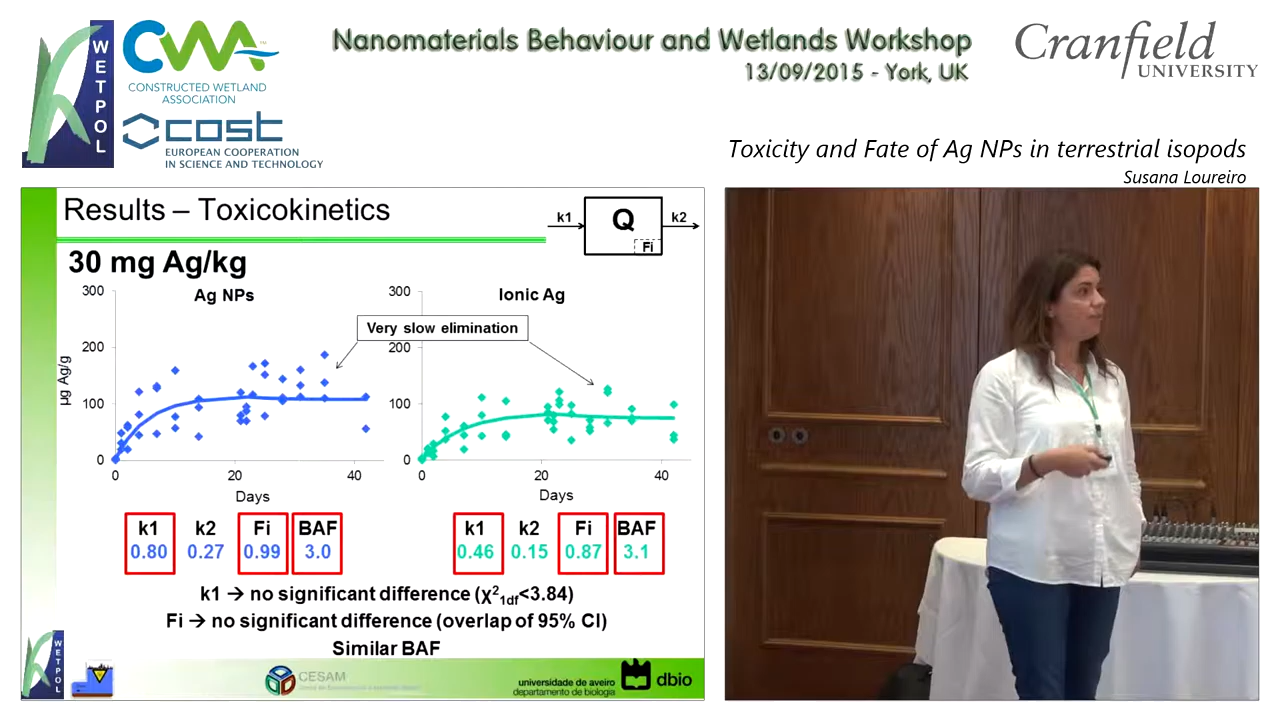 WETPOL
CWA
CONSTRUCTED WETLAND
ASSOCIATION
cost
EUROPEAN COOPERATION
IN SCIENCE AND TECHNOLOGY
Nanomaterials Behaviour and Wetlands Workshop
13/09/2015 - York, UK
Cranfield
UNIVERSITY
Toxicity and Fate of Ag NPs in terrestrial isopods
Susana Loureiro
Results – Toxicokinetics
k1 Q k2
Fi
30 mg Ag/kg
Ag NPs
Ionic Ag
Very slow elimination
µg Ag/g
300
200
100
0
0 20 40
Days
300
200
100
0
0 20 40
Days
k1 k2 Fi BAF
0.80 0.27 0.99 3.0
k1 k2 Fi BAF
0.46 0.15 0.87 3.1
k1 → no significant difference (χ²1df<3.84)
Fi → no significant difference (overlap of 95% CI)
Similar BAF
WETPOL
CESAM
universidade de aveiro
departamento de biologia
dbio